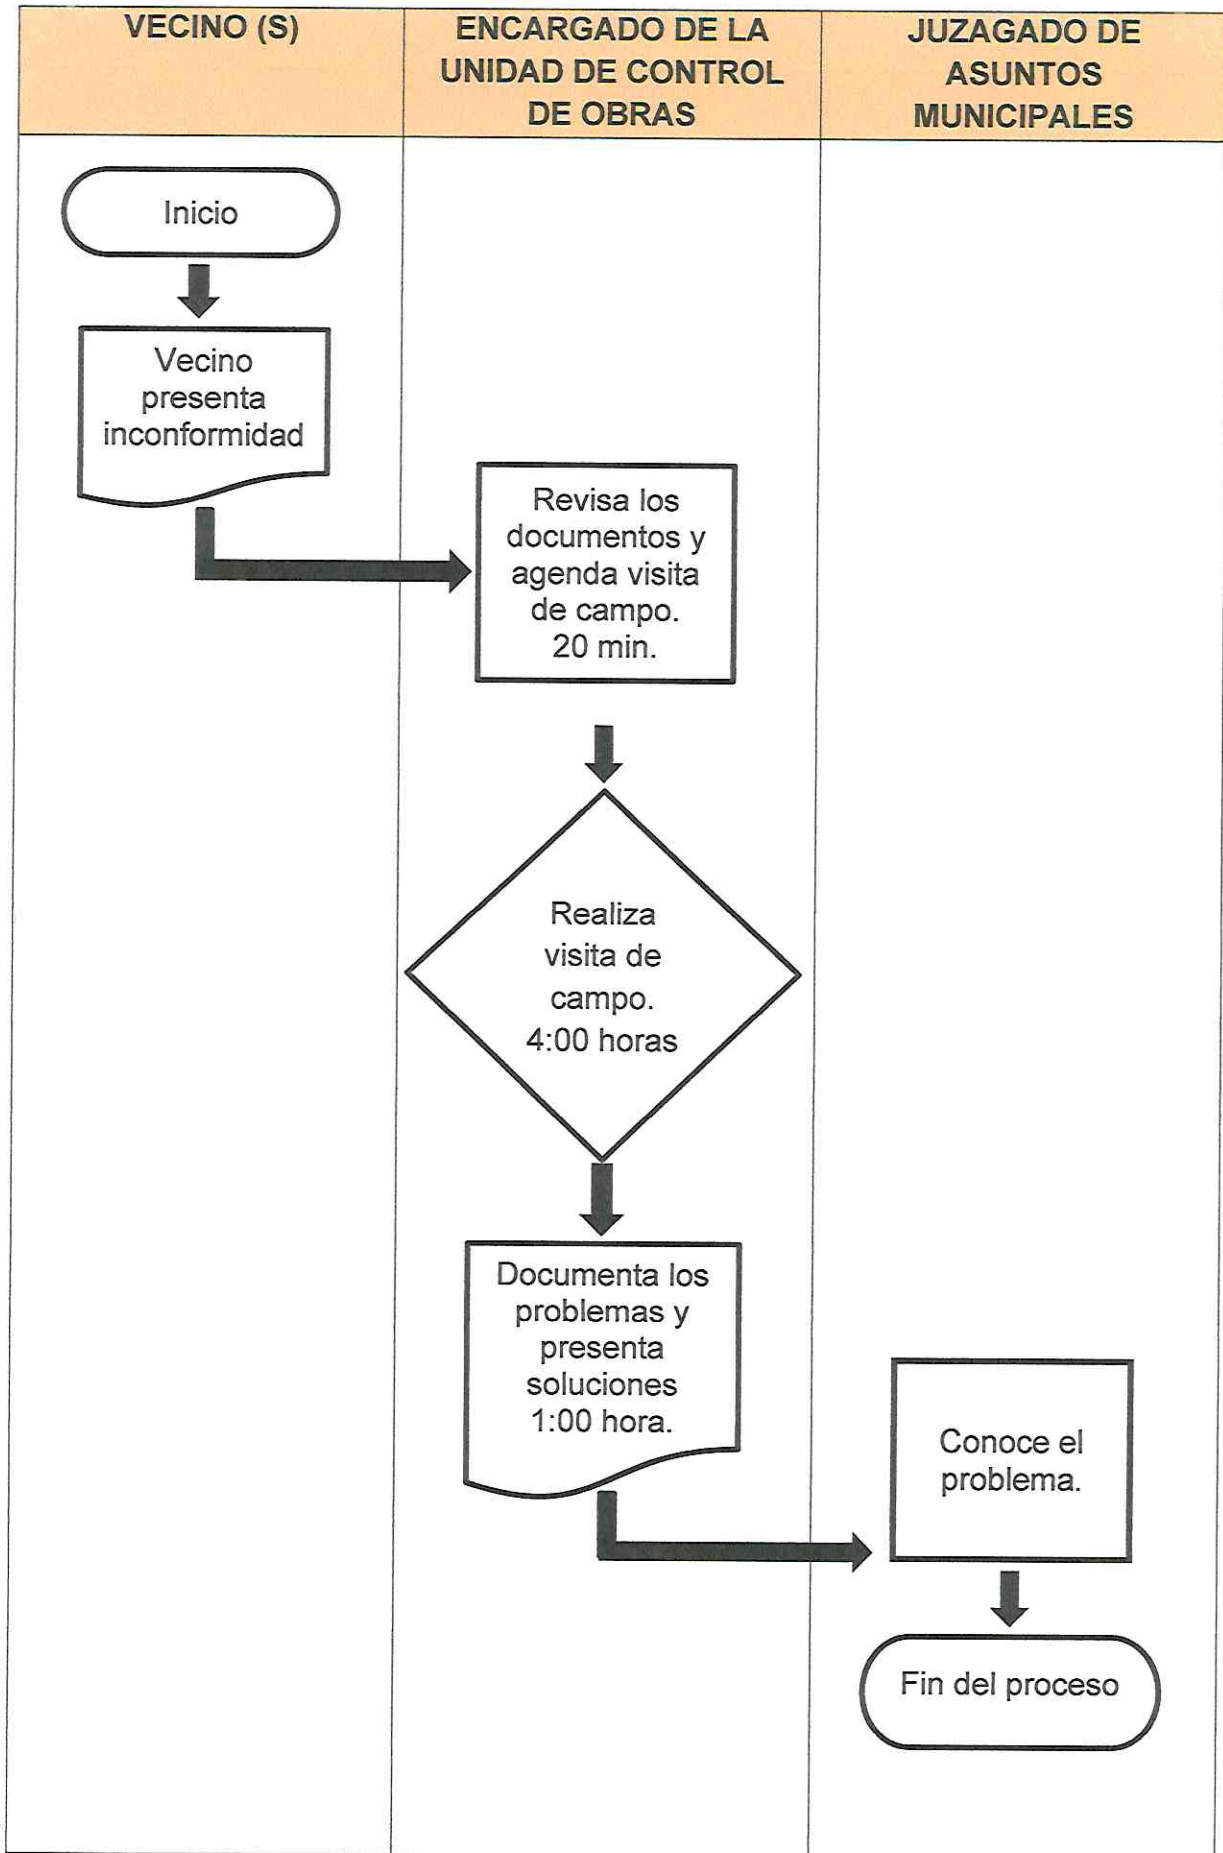 VECINO (S)
ENCARGADO DE LA
UNIDAD DE CONTROL
DE OBRAS
JUZAGADO DE
ASUNTOS
MUNICIPALES
Inicio
Vecino
presenta
inconformidad
Revisa los
documentos y
agenda visita
de campo.
20 min.
Realiza
visita de
campo.
4:00 horas
Documenta los
problemas y
presenta
soluciones
1:00 hora.
Conoce el
problema.
Fin del proceso